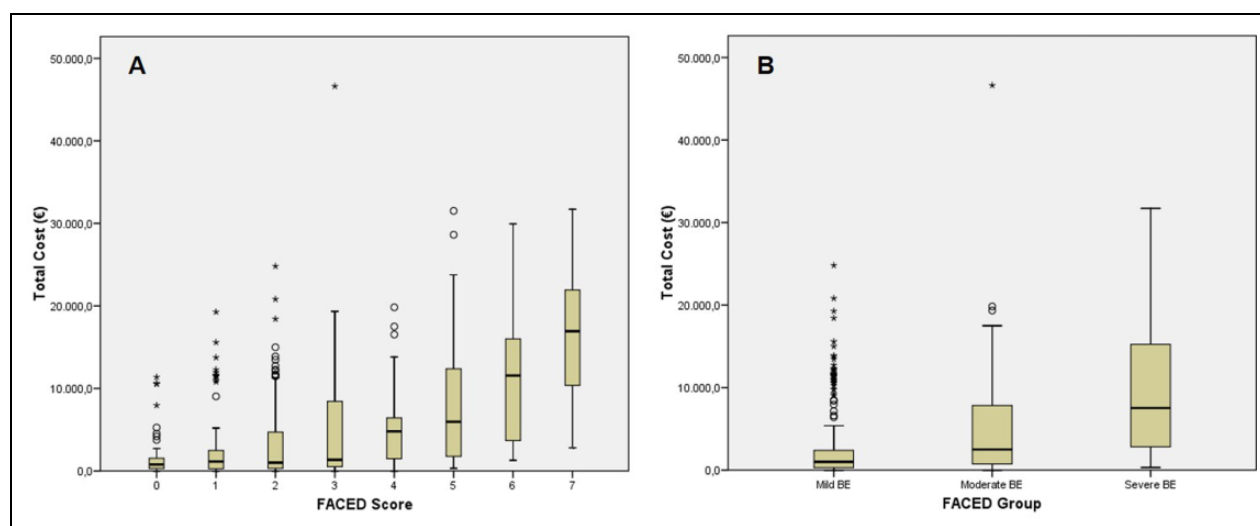 A
50.000,0
40.000,0
30.000,0
20.000,0
10.000,0
0,0
Total Cost (€)
0 1 2 3 4 5 6 7
FACED Score
B
50.000,0
40.000,0
30.000,0
20.000,0
10.000,0
0,0
Total Cost (€)
Mild BE Moderate BE Severe BE
FACED Group